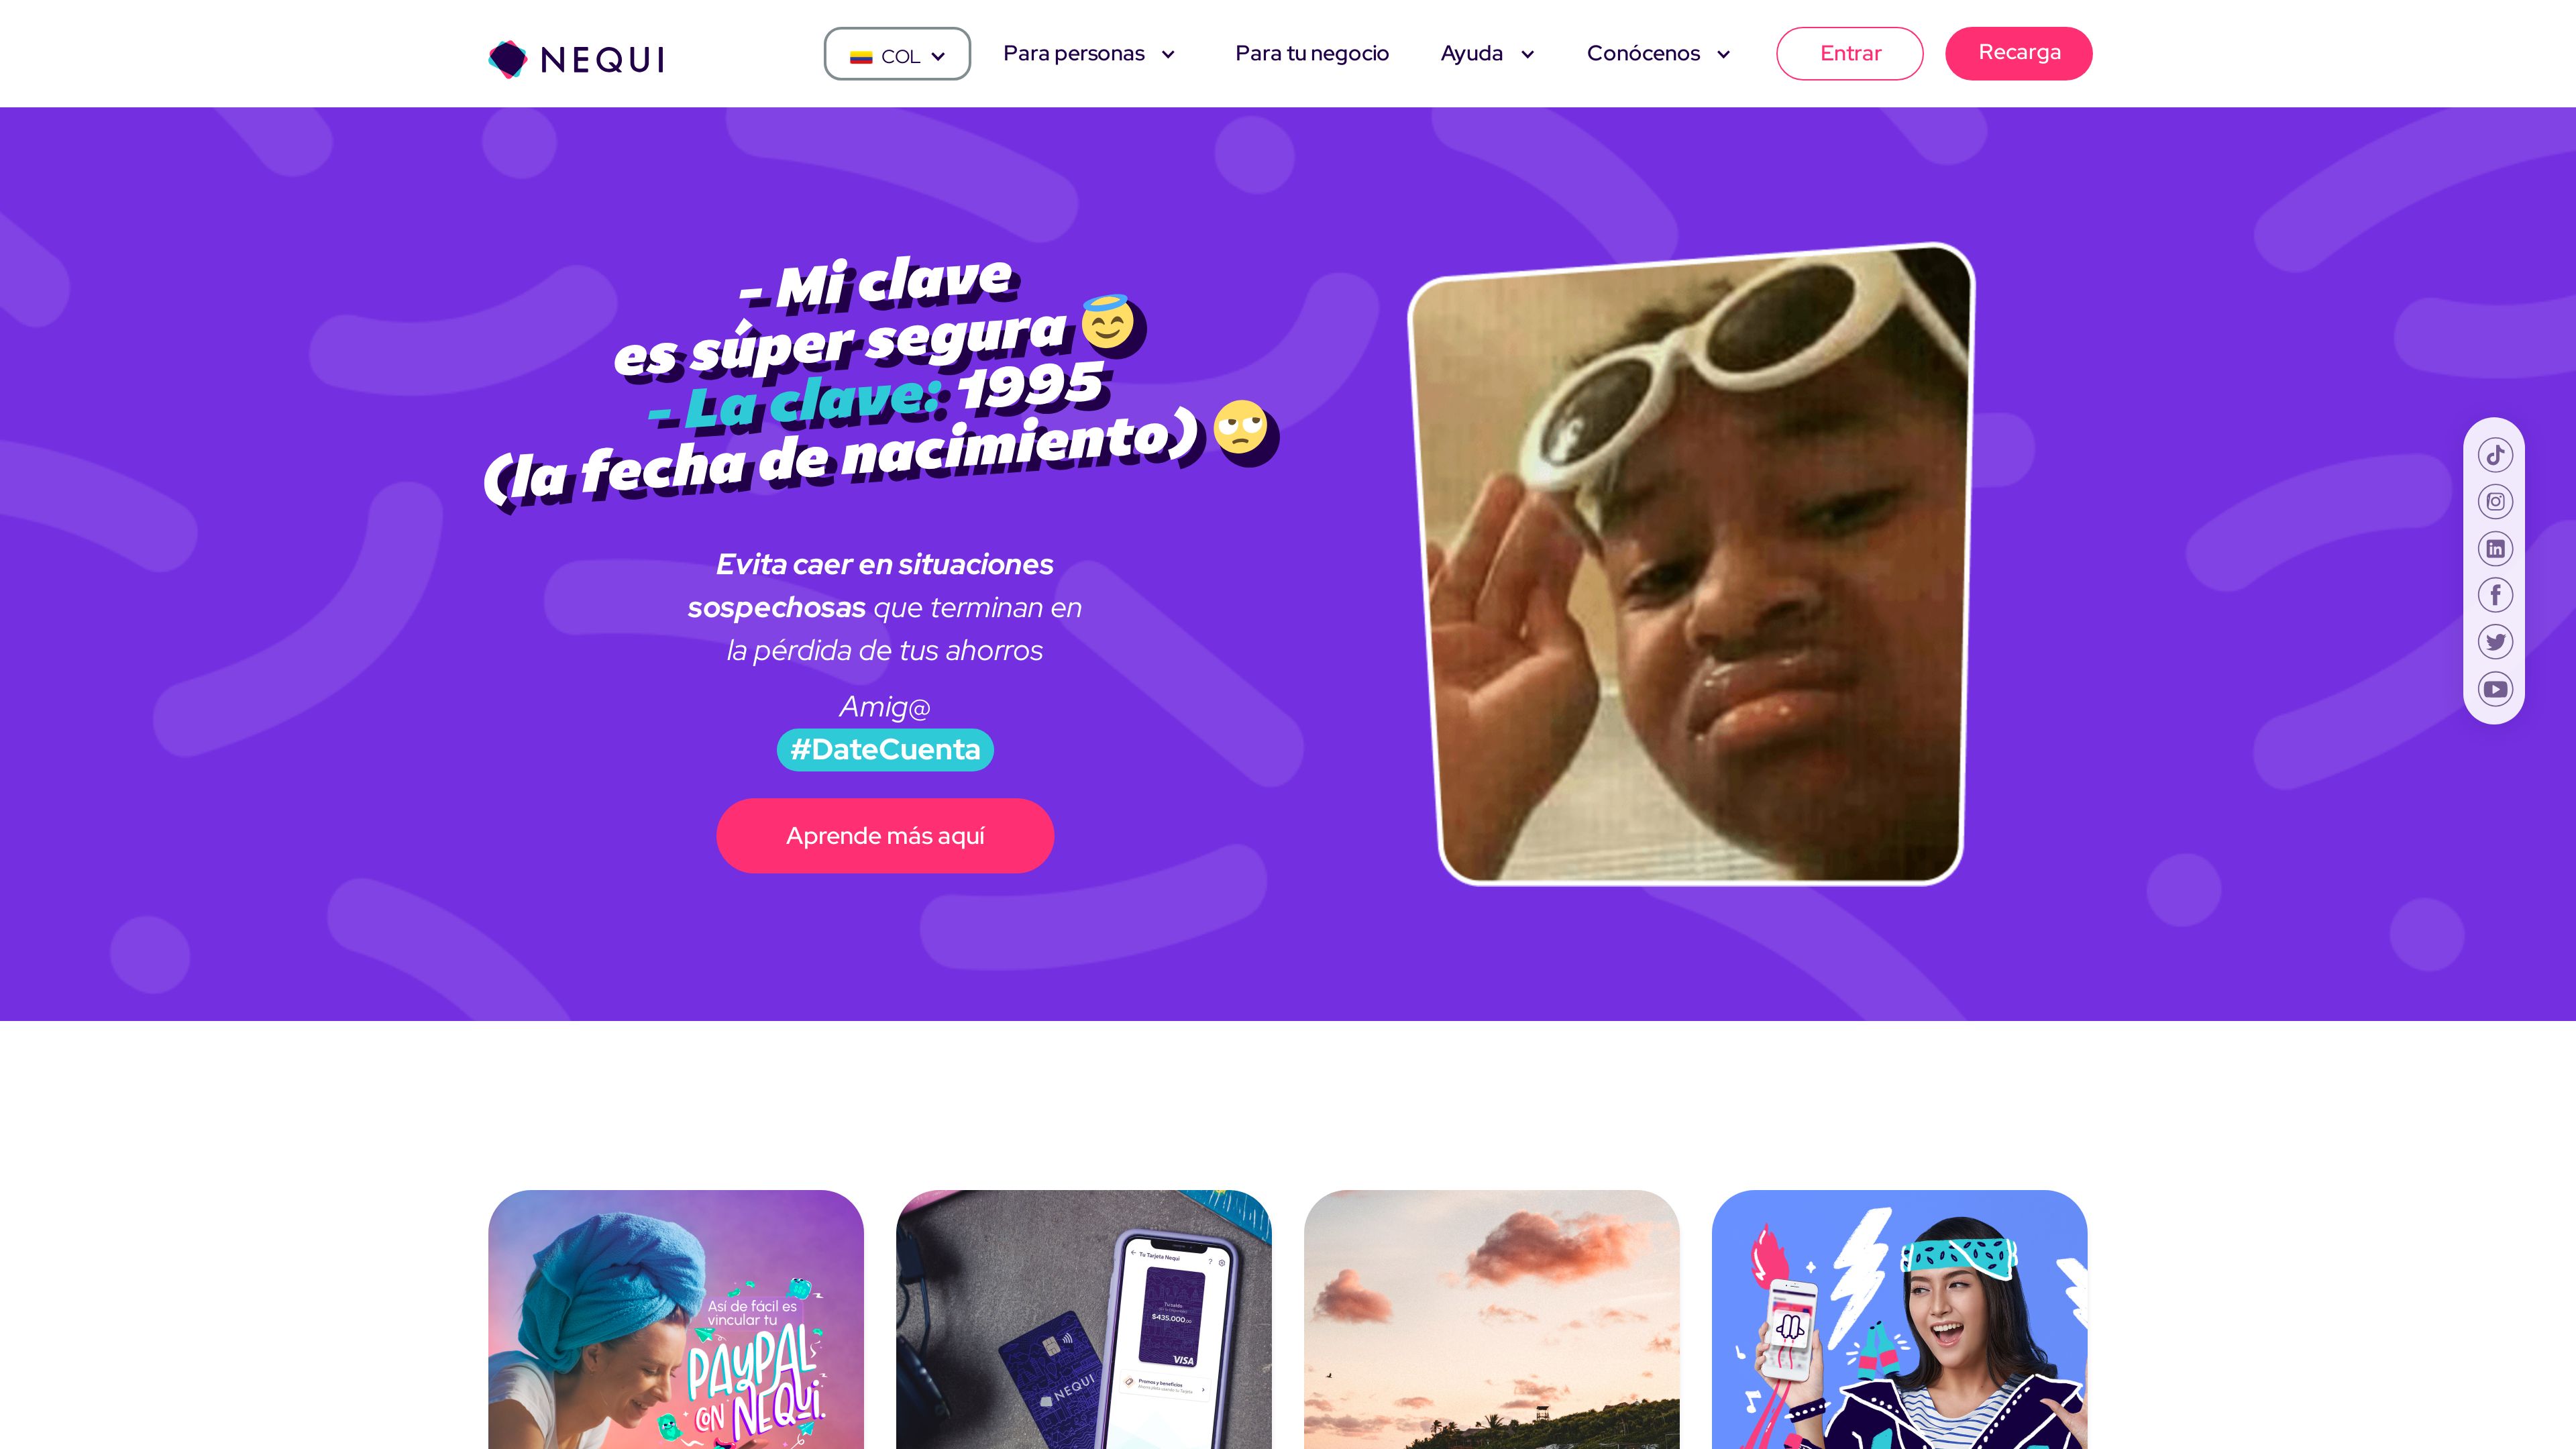 NEQUI
COL
Para personas
Para tu negocio
Ayuda
Conócenos
Entrar
Recarga
- Mi clave
es súper segura
- La clave: 1995
(la fecha de nacimiento)
Evita caer en situaciones
sospechosas que terminan en
la pérdida de tus ahorros
Amig@
#DateCuenta
Aprende más aquí
Así de fácil es
vincular tu
PAYPAL
CON NEQUI.
Tu Tarjeta Nequi
Tu saldo
$435.000
VISA
Promos y beneficios
NEQUI